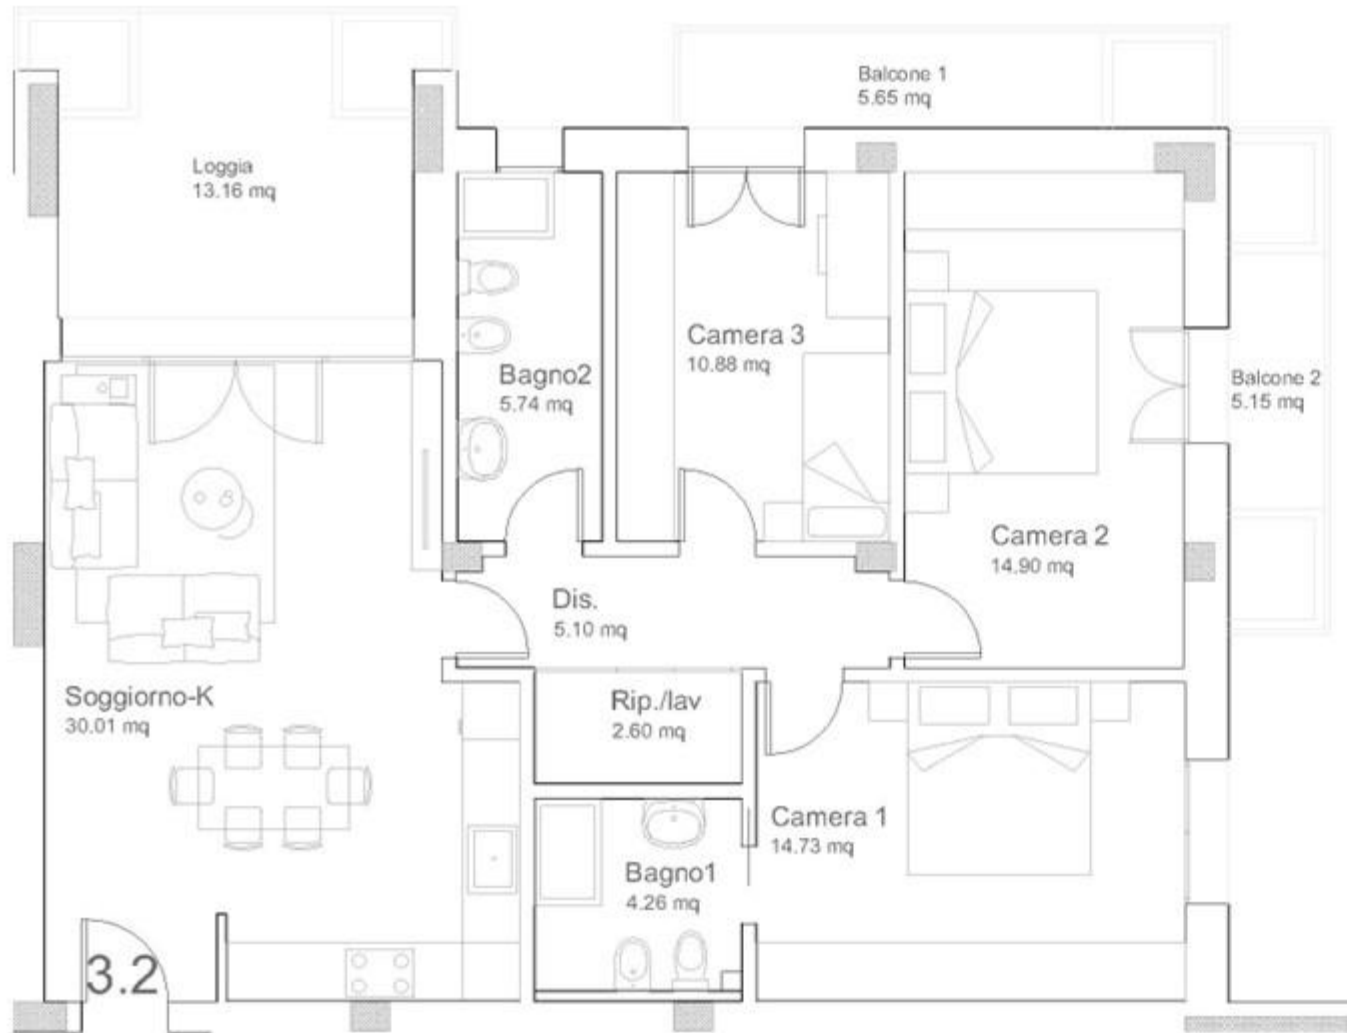 Balcone 1
5.65 mq
Loggia
13.16 mq
Camera 3
10.88 mq
Bagno2
5.74 mq
Balcone 2
5.15 mq
Camera 2
14.90 mq
Dis.
5.10 mq
Soggiorno-K
30.01 mq
Rip./lav
2.60 mq
Camera 1
14.73 mq
Bagno1
4.26 mq
3.2